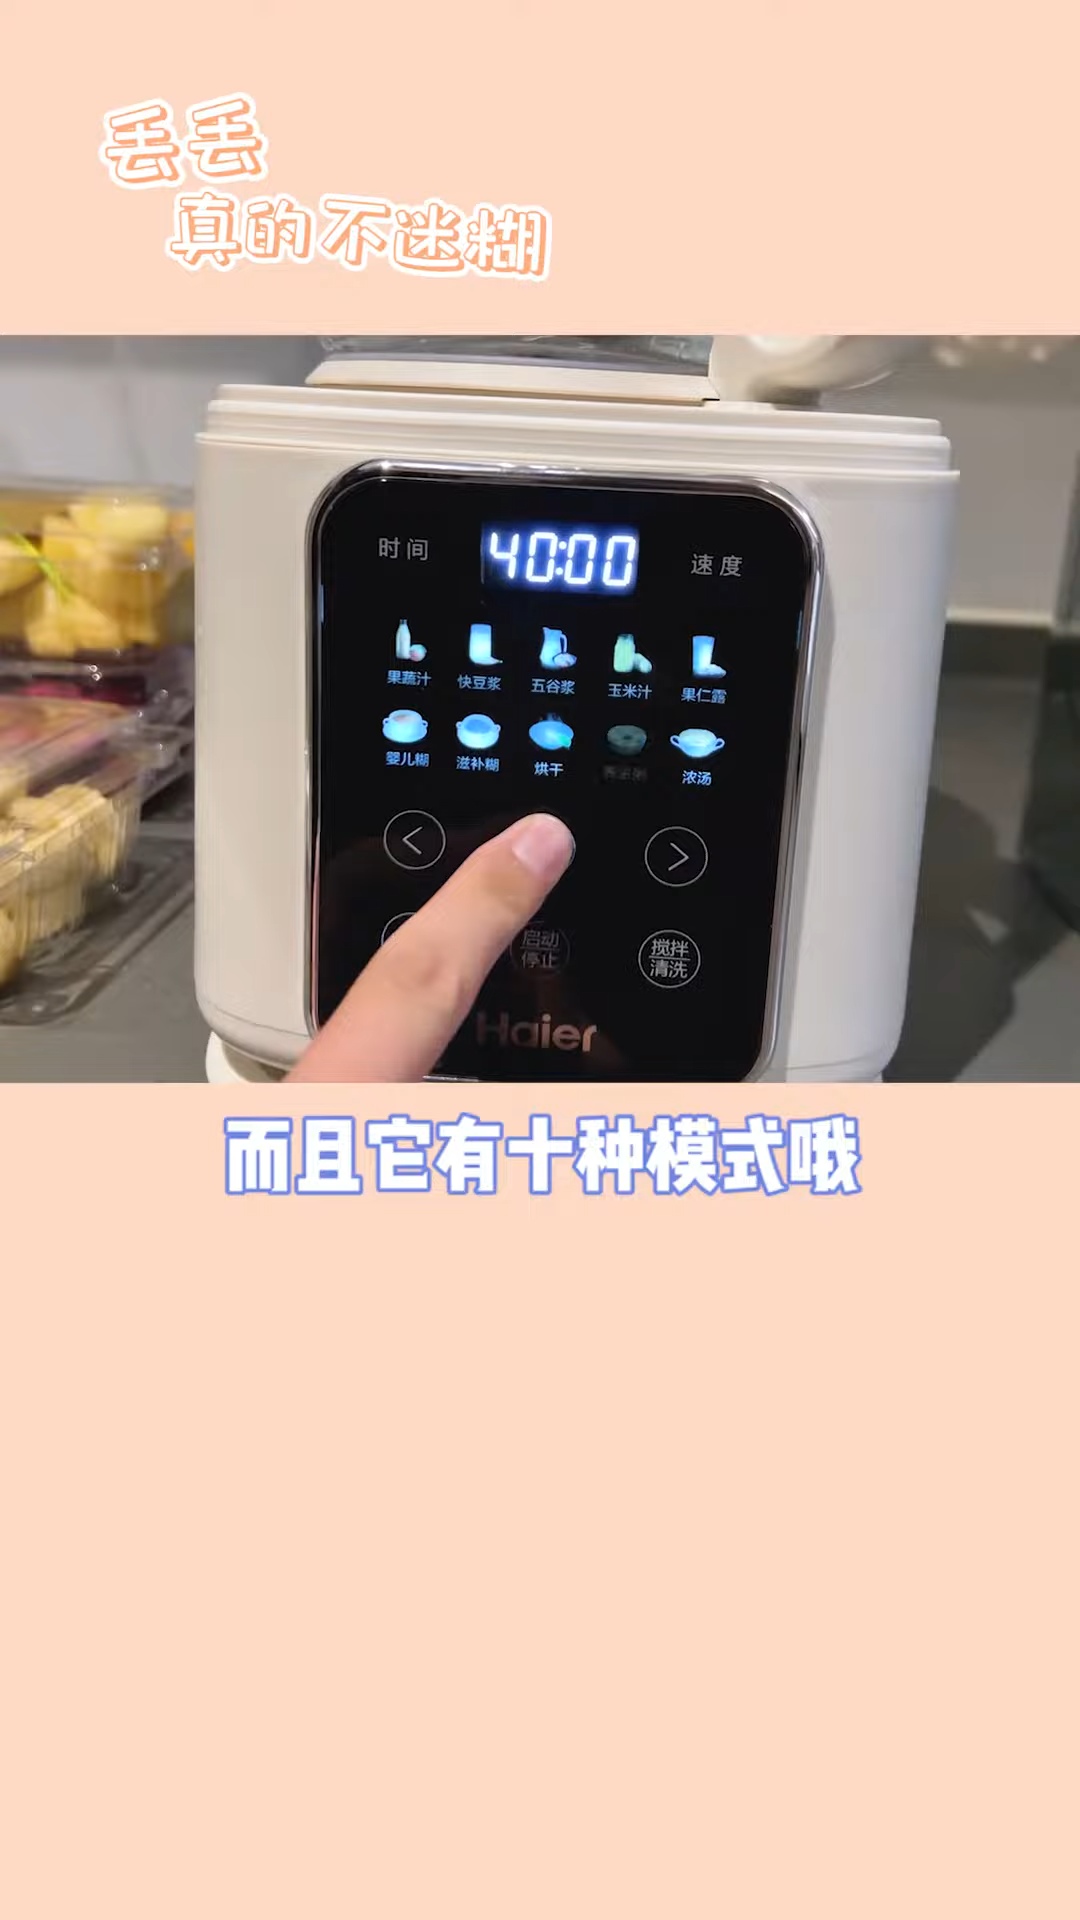 丢丢
真的不迷糊
时间 40:00 速度
果蔬汁 快豆浆 五谷浆 玉米汁 果仁露
婴儿糊 滋补糊 烘干 浓汤
< >
启动 搅拌
停止 清洗
Haier
而且它有十种模式哦